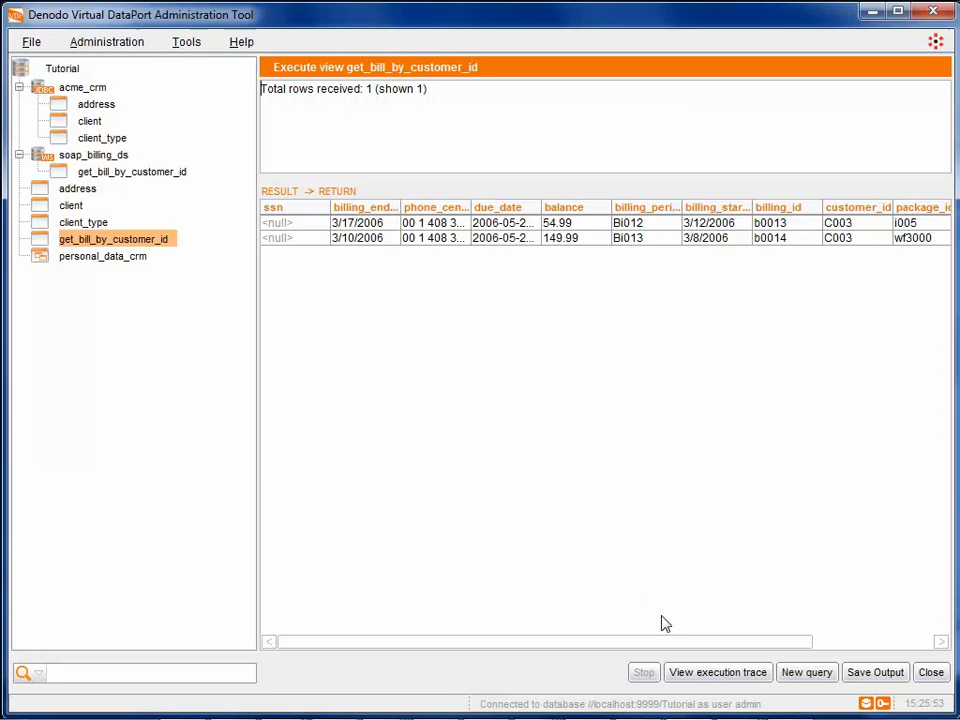 Denodo Virtual DataPort Administration Tool
File Administration Tools Help
Tutorial
acme_crm
address
client
client_type
soap_billing_ds
get_bill_by_customer_id
address
client
client_type
get_bill_by_customer_id
personal_data_crm
Execute view get_bill_by_customer_id
Total rows received: 1 (shown 1)
RESULT -> RETURN
ssn billing_end... phone_cen... due_date balance billing_peri... billing_star... billing_id customer_id package_id
<null> 3/17/2006 00 1 408 3... 2006-05-2... 54.99 Bi012 3/12/2006 b0013 C003 i005
<null> 3/10/2006 00 1 408 3... 2006-05-2... 149.99 Bi013 3/8/2006 b0014 C003 wf3000
Stop View execution trace New query Save Output Close
Connected to database //localhost:9999/Tutorial as user admin 15:25:53